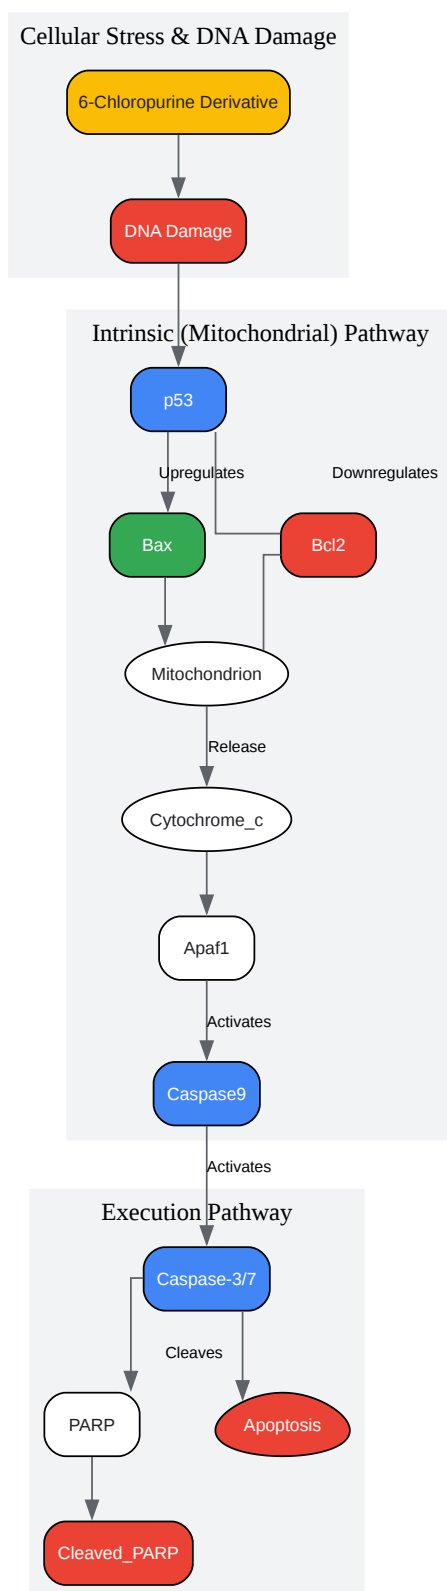 Cellular Stress & DNA Damage
6-Chloropurine Derivative
DNA Damage
Intrinsic (Mitochondrial) Pathway
p53
Upregulates
Downregulates
Bax
Bcl2
Mitochondrion
Release
Cytochrome_c
Apaf1
Activates
Caspase9
Activates
Execution Pathway
Caspase-3/7
Cleaves
PARP
Apoptosis
Cleaved_PARP